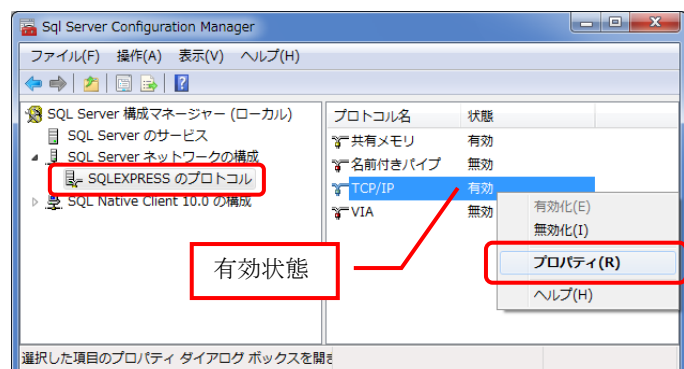 Sql Server Configuration Manager
ファイル(F) 操作(A) 表示(V) ヘルプ(H)
SQL Server 構成マネージャー (ローカル)
SQL Server のサービス
SQL Server ネットワークの構成
SQLEXPRESS のプロトコル
SQL Native Client 10.0 の構成
プロトコル名 状態
共有メモリ 有効
名前付きパイプ 無効
TCP/IP 有効
VIA 無効
有効化(E)
無効化(I)
プロパティ(R)
ヘルプ(H)
有効状態
選択した項目のプロパティ ダイアログ ボックスを開き